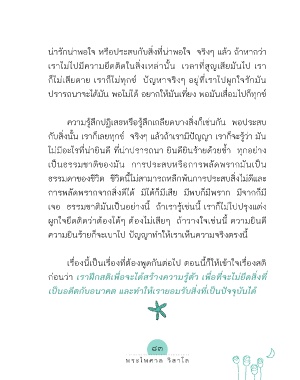 น่ารักน่าพอใจ หรือประสบกับสิ่งที่น่าพอใจ จริงๆ แล้ว ถ้าหากว่า
เราไม่ไปมีความยึดติดในสิ่งเหล่านั้น เวลาที่สูญเสียมันไป เรา
ก็ไม่เสียดาย เราก็ไม่ทุกข์ ปัญหาจริงๆ อยู่ที่เราไปผูกใจรักมัน
ปรารถนาจะได้มัน พอไม่ได้ อยากให้มันเที่ยง พอมันเสื่อมไปก็ทุกข์
ความรู้สึกปฏิเสธหรือรู้สึกเกลียดบางสิ่งก็เช่นกัน พอประสบ
กับสิ่งนั้น เราก็เลยทุกข์ จริงๆ แล้วถ้าเรามีปัญญา เราก็จะรู้ว่า มัน
ไม่มีอะไรที่น่ายินดี ที่น่าปรารถนา ยินดียินร้ายด้วยซ้ำ ทุกอย่าง
เป็นธรรมชาติของมัน การประสบหรือการพลัดพรากมันเป็น
ธรรมดาของชีวิต ชีวิตนี้ไม่สามารถหลีกพ้นการประสบสิ่งไม่ดีและ
การพลัดพรากจากสิ่งดีได้ มีได้ก็มีเสีย มีพบก็มีพราก มีจากก็มี
เจอ ธรรมชาติมันเป็นอย่างนี้ ถ้าเรารู้เช่นนี้ เราก็ไม่ไปปรุงแต่ง
ผูกใจยึดติดว่าต้องได้ๆ ต้องไม่เสียๆ ถ้าวางใจเช่นนี้ ความยินดี
ความยินร้ายก็จะเบาไป ปัญญาทำให้เราเห็นความจริงตรงนี้
เรื่องนี้เป็นเรื่องที่ต้องพูดกันต่อไป ตอนนี้ก็ให้เข้าใจเรื่องสติ
ก่อนว่า เราฝึกสติเพื่อจะได้สร้างความรู้ตัว เพื่อที่จะไม่ยึดสิ่งที่
เป็นอดีตกับอนาคต และทำให้เรายอมรับสิ่งที่เป็นปัจจุบันได้
๘๓
พระไพศาล วิสาโล